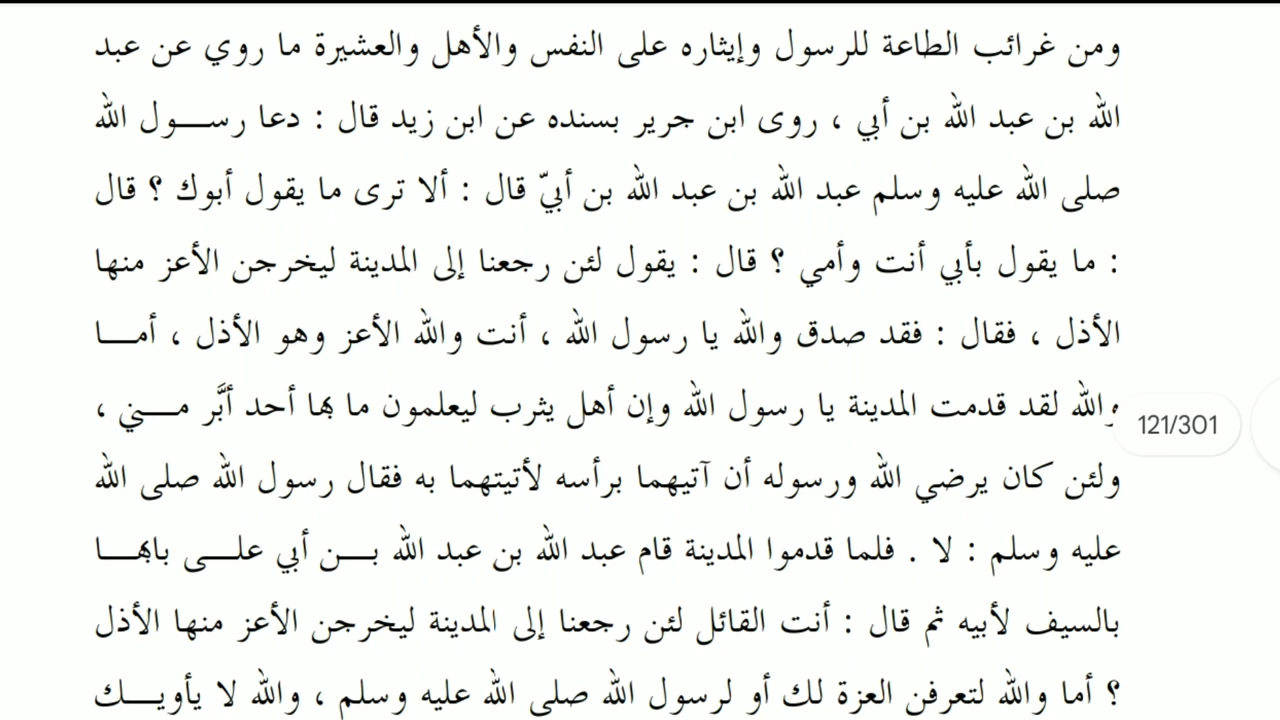 ومن غرائب الطاعة للرسول وإيثاره على النفس والأهل والعشيرة ما روي عن عبد
الله بن عبد الله بن أبي ، روى ابن جرير بسنده عن ابن زيد قال : دعا رســـول الله
صلى الله عليه وسلم عبد الله بن عبد الله بن أبيّ قال : ألا ترى ما يقول أبوك ؟ قال
: ما يقول بأبي أنت وأمي ؟ قال : يقول لئن رجعنا إلى المدينة ليخرجن الأعز منها
الأذل ، فقال : فقد صدق والله يا رسول الله ، أنت والله الأعز وهو الأذل ، أمـــا
والله لقد قدمت المدينة يا رسول الله وإن أهل يثرب ليعلمون ما بها أحد أبَّر مـــني ،
121/301
ولئن كان يرضي الله ورسوله أن آتيهما برأسه لأتيتهما به فقال رسول الله صلى الله
عليه وسلم : لا . فلما قدموا المدينة قام عبد الله بن عبد الله بـــن أبي علـــى بابهـــا
بالسيف لأبيه ثم قال : أنت القائل لئن رجعنا إلى المدينة ليخرجن الأعز منها الأذل
؟ أما والله لتعرفن العزة لك أو لرسول الله صلى الله عليه وسلم ، والله لا يأويـــك